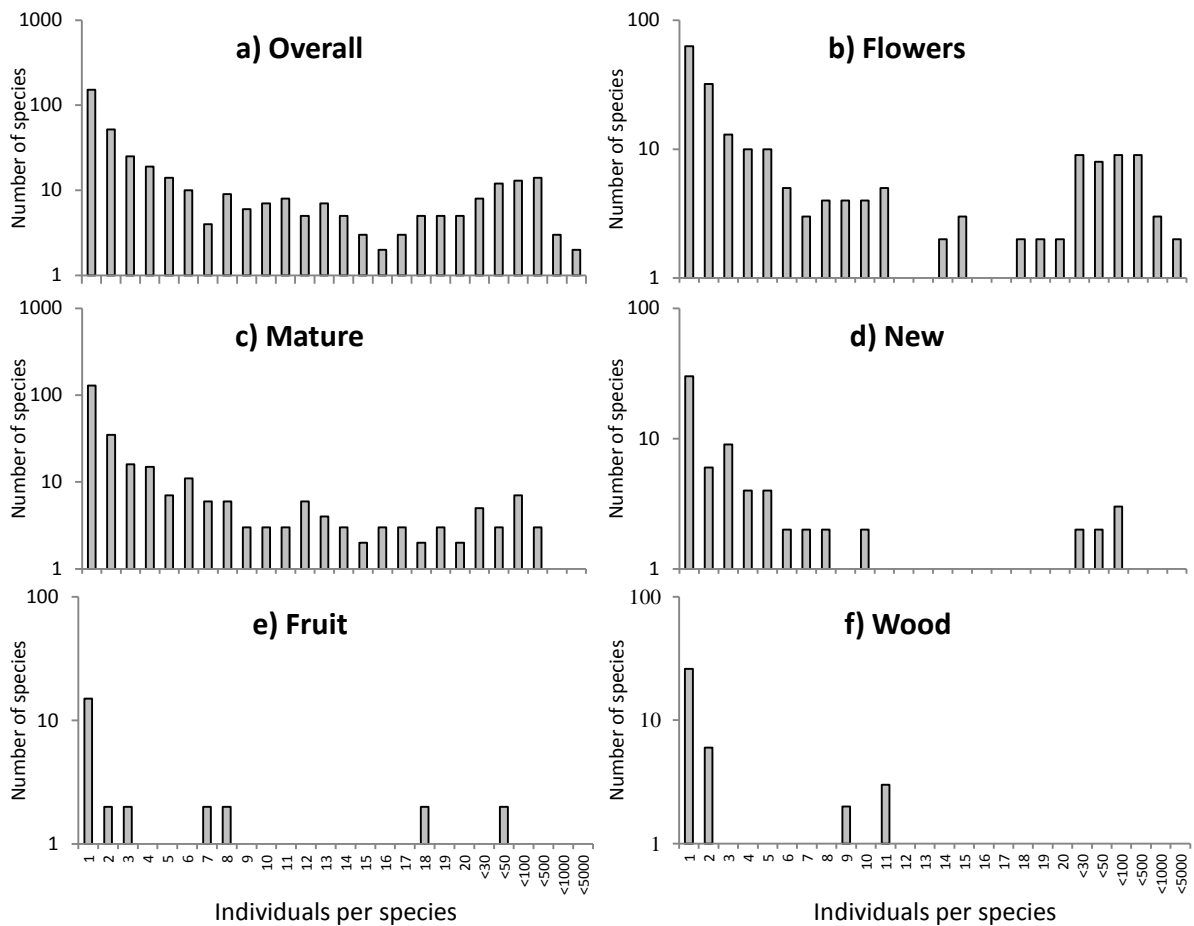 a) Overall
Number of species
1000
100
10
1
b) Flowers
Number of species
100
10
1
c) Mature
Number of species
1000
100
10
1
d) New
Number of species
100
10
1
e) Fruit
Number of species
100
10
1
1 2 3 4 5 6 7 8 9 10 11 12 13 14 15 16 17 18 19 20 <30 <50 <100 <500 <1000 <5000
Individuals per species
f) Wood
Number of species
100
10
1
1 2 3 4 5 6 7 8 9 10 11 12 13 14 15 16 17 18 19 20 <30 <50 <100 <500 <1000 <5000
Individuals per species